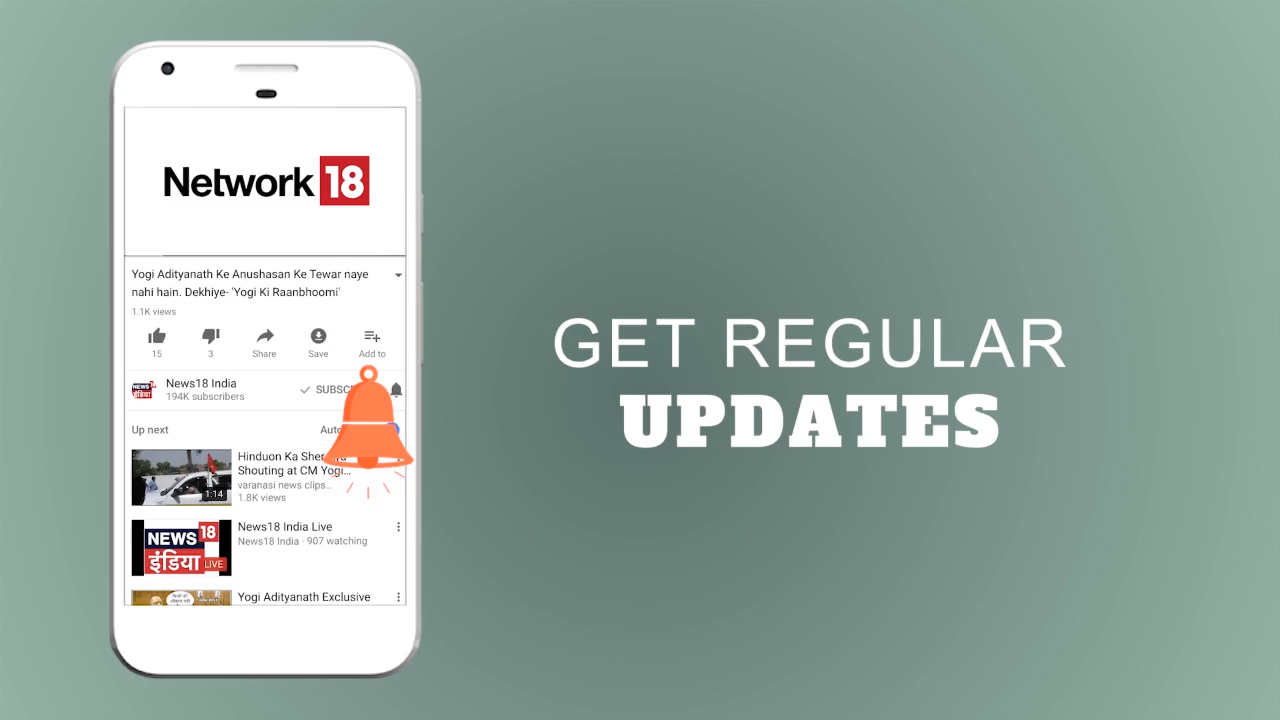 Network 18
Yogi Adityanath Ke Anushasan Ke Tewar naye
nahi hain. Dekhiye- 'Yogi Ki Raanbhoomi'
1.1K views
15 3 Share Save Add to
News18 India
194K subscribers
Up next
Hinduon Ka
Shouting at CM Yogi...
varanasi news clips...
1.8K views
1:14
News18 India Live
News18 India · 907 watching
NEWS 18
इंडिया LIVE
Yogi Adityanath Exclusive
GET REGULAR
UPDATES